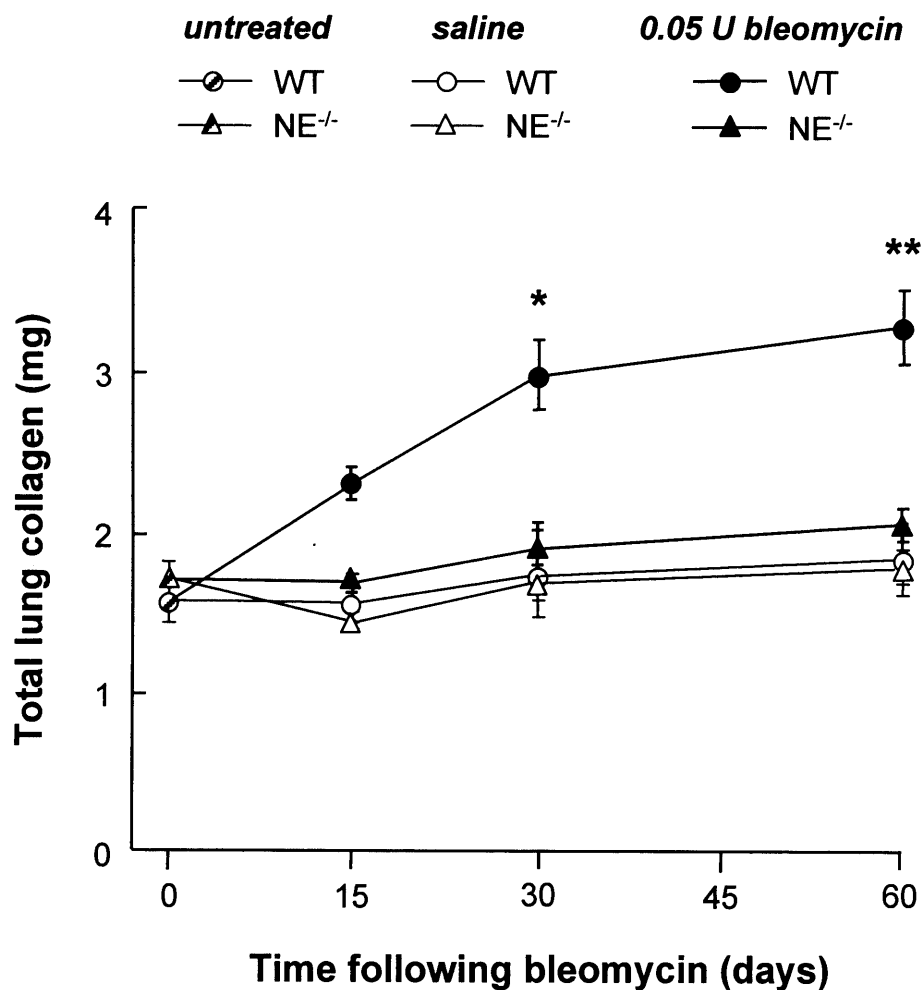 untreated saline 0.05 U bleomycin
WT WT WT
NE-/- NE-/- NE-/-
4
**
*
3
2
1
0
0 15 30 45 60
Total lung collagen (mg)
Time following bleomycin (days)